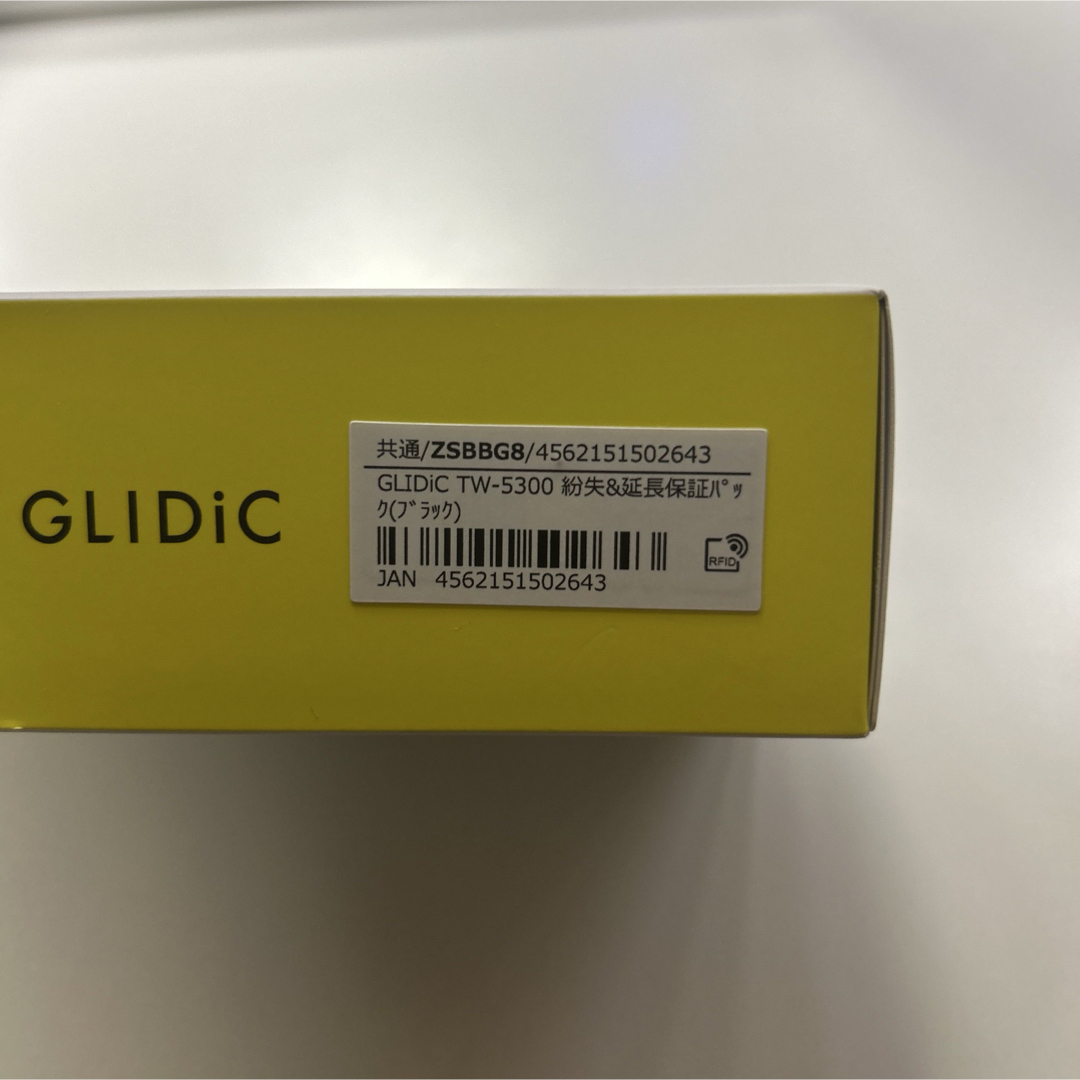 GLIDiC
共通/ZSBBG8/4562151502643
GLIDiC TW-5300 紛失&延長保証ﾊﾟｯ
ｸ(ﾌﾞﾗｯｸ)
RFID
JAN 4562151502643